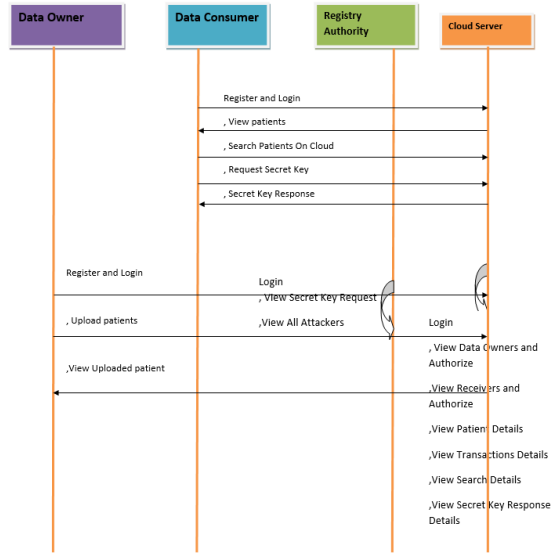 Data Owner
Data Consumer
Registry
Authority
Cloud Server
Register and Login
, View patients
, Search Patients On Cloud
, Request Secret Key
, Secret Key Response
Register and Login
Login
, View Secret Key Request
,View All Attackers
, Upload patients
,View Uploaded patient
Login
, View Data Owners and
Authorize
,View Receivers and
Authorize
,View Patient Details
,View Transactions Details
,View Search Details
,View Secret Key Response
Details